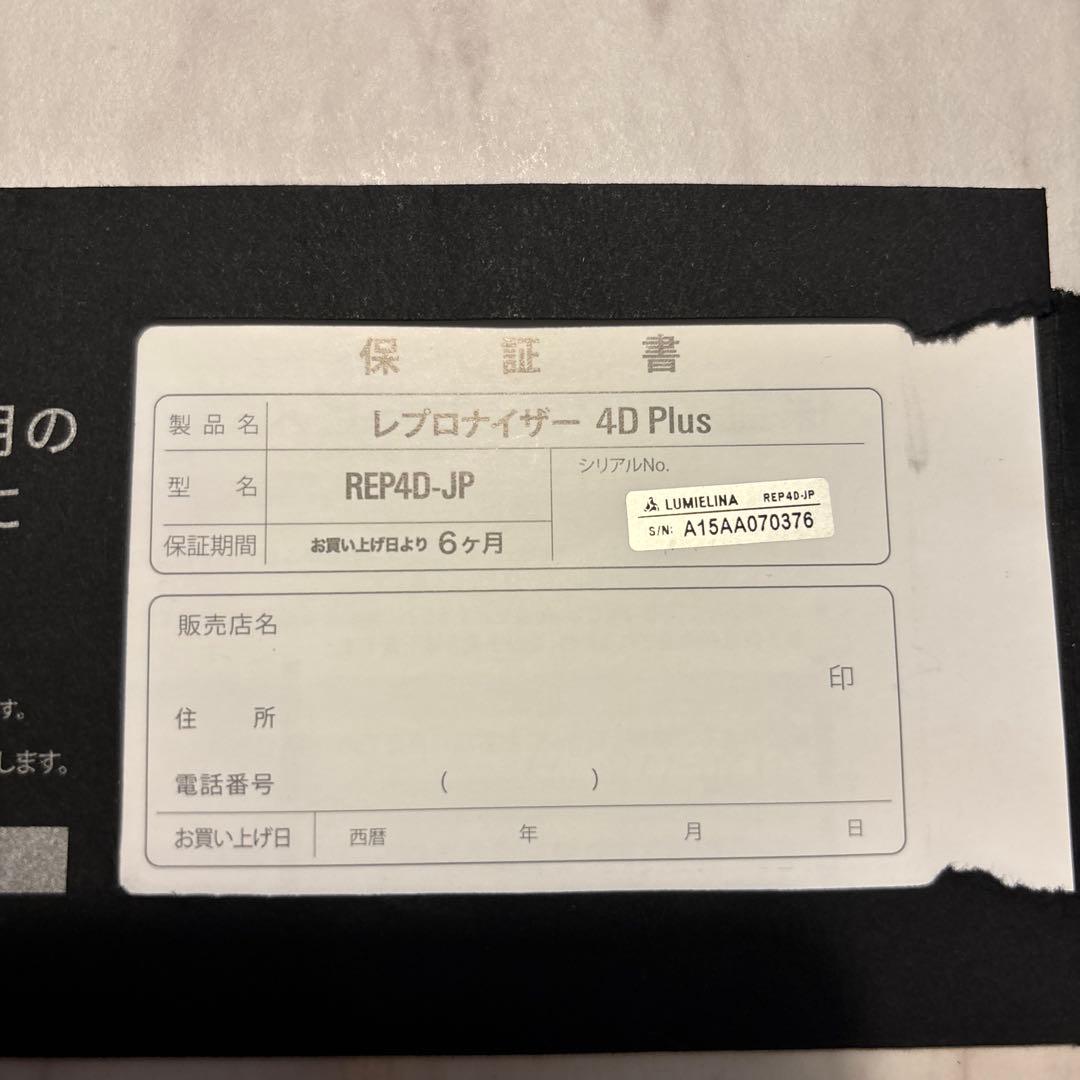 保証書
製品名 レプロナイザー 4D Plus
型名 REP4D-JP
シリアルNo.
LUMIELINA REP4D-JP
S/N: A15AA070376
保証期間 お買い上げ日より 6ヶ月
販売店名
印
住所
電話番号 ( )
お買い上げ日 西暦 年 月 日
の
に
す。
します。